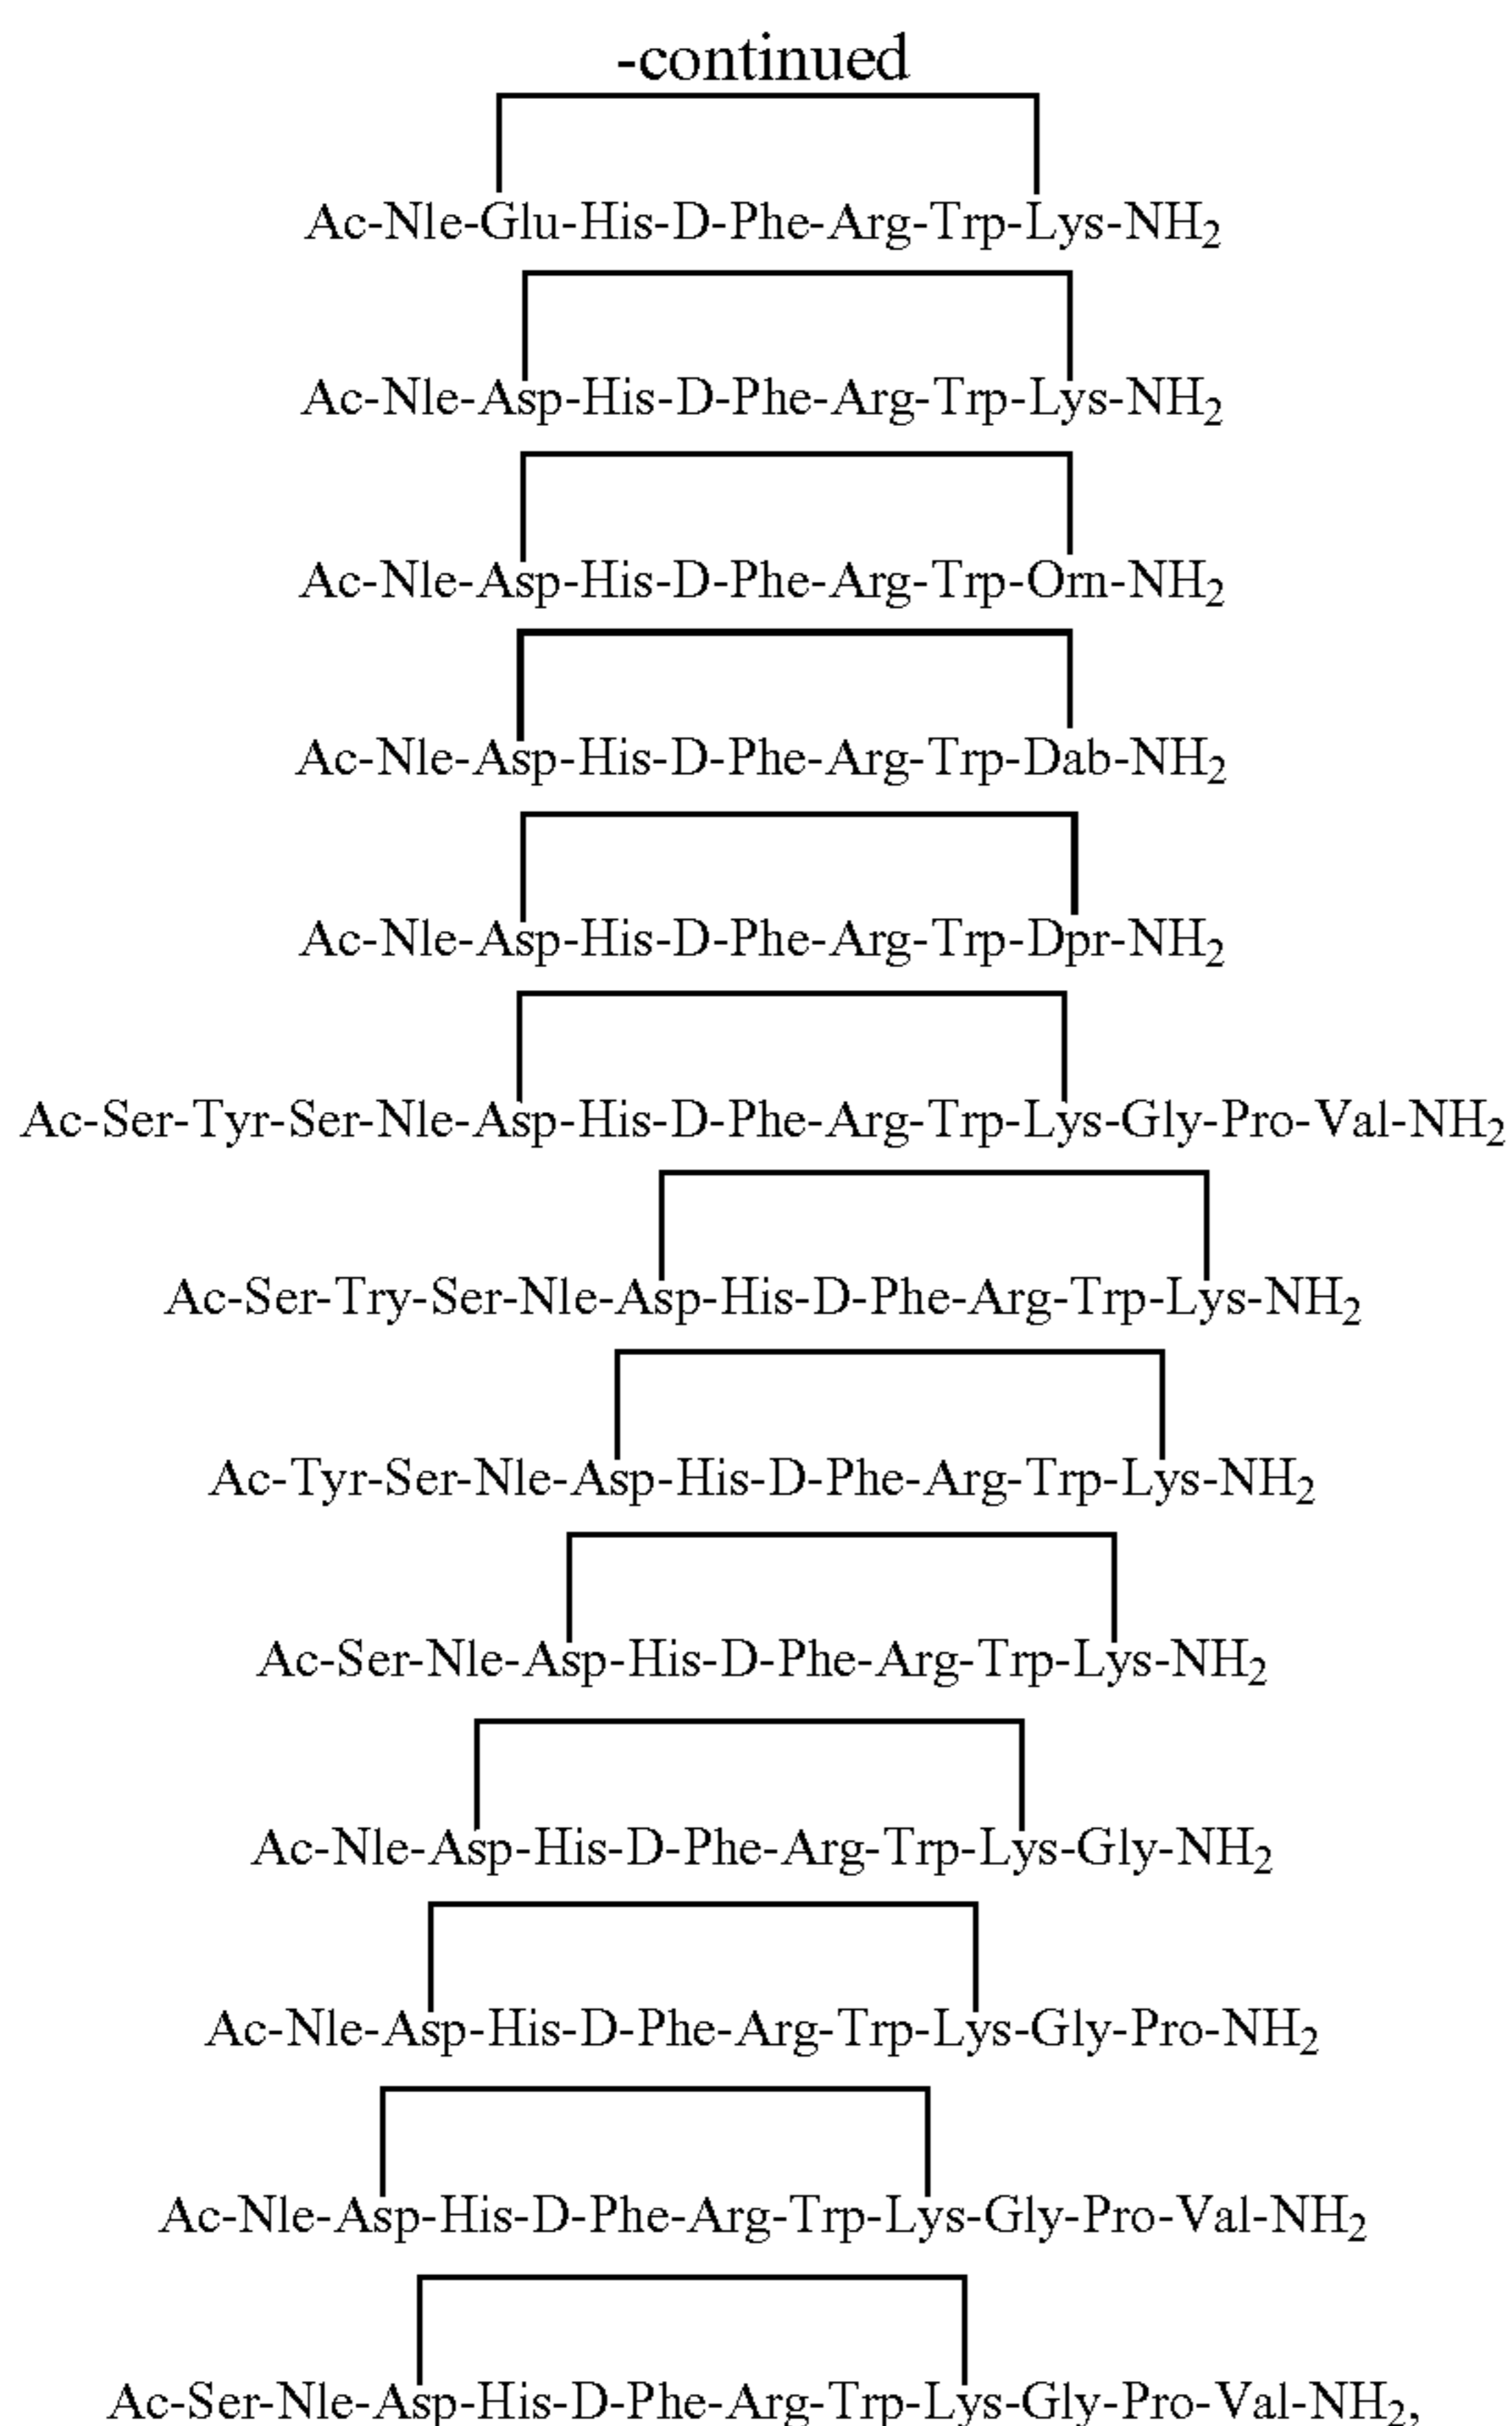 -continued
Ac-Nle-Glu-His-D-Phe-Arg-Trp-Lys-NH2
Ac-Nle-Asp-His-D-Phe-Arg-Trp-Lys-NH2
Ac-Nle-Asp-His-D-Phe-Arg-Trp-Orn-NH2
Ac-Nle-Asp-His-D-Phe-Arg-Trp-Dab-NH2
Ac-Nle-Asp-His-D-Phe-Arg-Trp-Dpr-NH2
Ac-Ser-Tyr-Ser-Nle-Asp-His-D-Phe-Arg-Trp-Lys-Gly-Pro-Val-NH2
Ac-Ser-Try-Ser-Nle-Asp-His-D-Phe-Arg-Trp-Lys-NH2
Ac-Tyr-Ser-Nle-Asp-His-D-Phe-Arg-Trp-Lys-NH2
Ac-Ser-Nle-Asp-His-D-Phe-Arg-Trp-Lys-NH2
Ac-Nle-Asp-His-D-Phe-Arg-Trp-Lys-Gly-NH2
Ac-Nle-Asp-His-D-Phe-Arg-Trp-Lys-Gly-Pro-NH2
Ac-Nle-Asp-His-D-Phe-Arg-Trp-Lys-Gly-Pro-Val-NH2
Ac-Ser-Nle-Asp-His-D-Phe-Arg-Trp-Lys-Gly-Pro-Val-NH2,